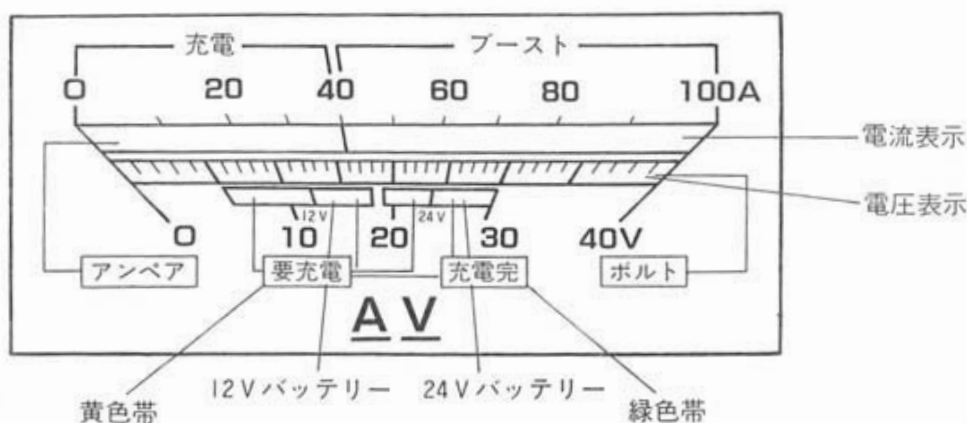 充電 ブースト
0 20 40 60 80 100A
電流表示
電圧表示
12V 24V
0 10 20 30 40V
アンペア 要充電 充電完 ボルト
A V
12Vバッテリー 24Vバッテリー
黄色帯 緑色帯